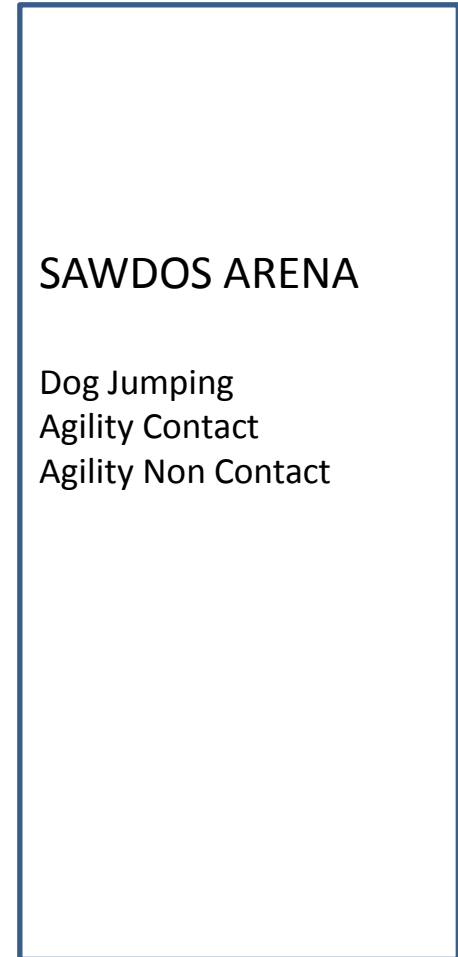 SAWDOS ARENA
Dog Jumping
Agility Contact
Agility Non Contact